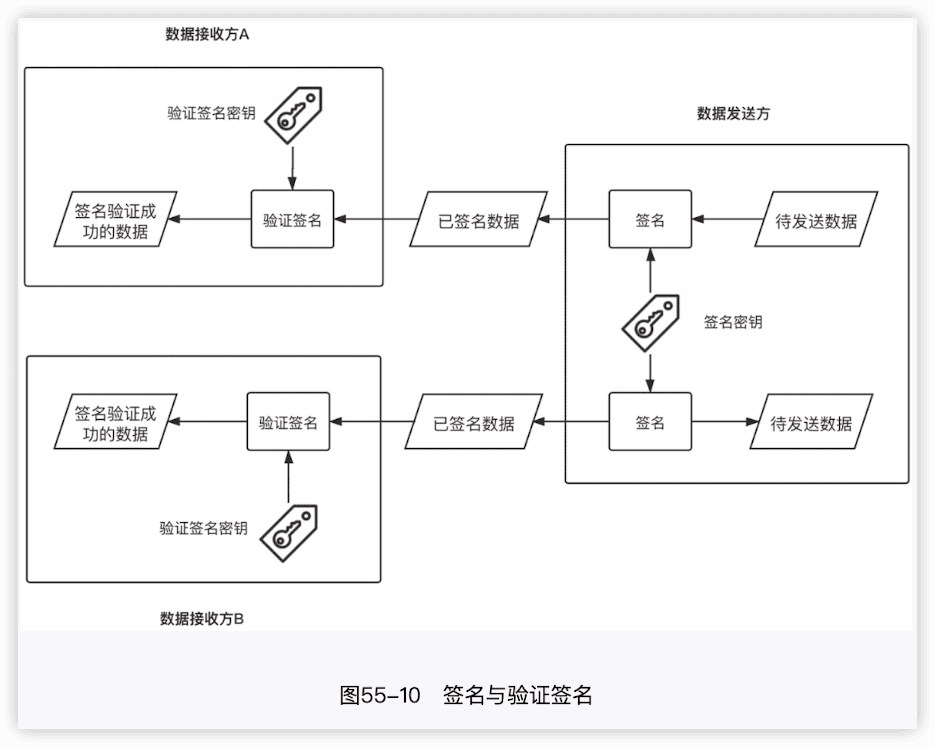 数据接收方A
验证签名密钥
数据发送方
签名验证成
功的数据
验证签名
已签名数据
签名
待发送数据
签名密钥
签名验证成
功的数据
验证签名
已签名数据
签名
待发送数据
验证签名密钥
数据接收方B
图55-10 签名与验证签名